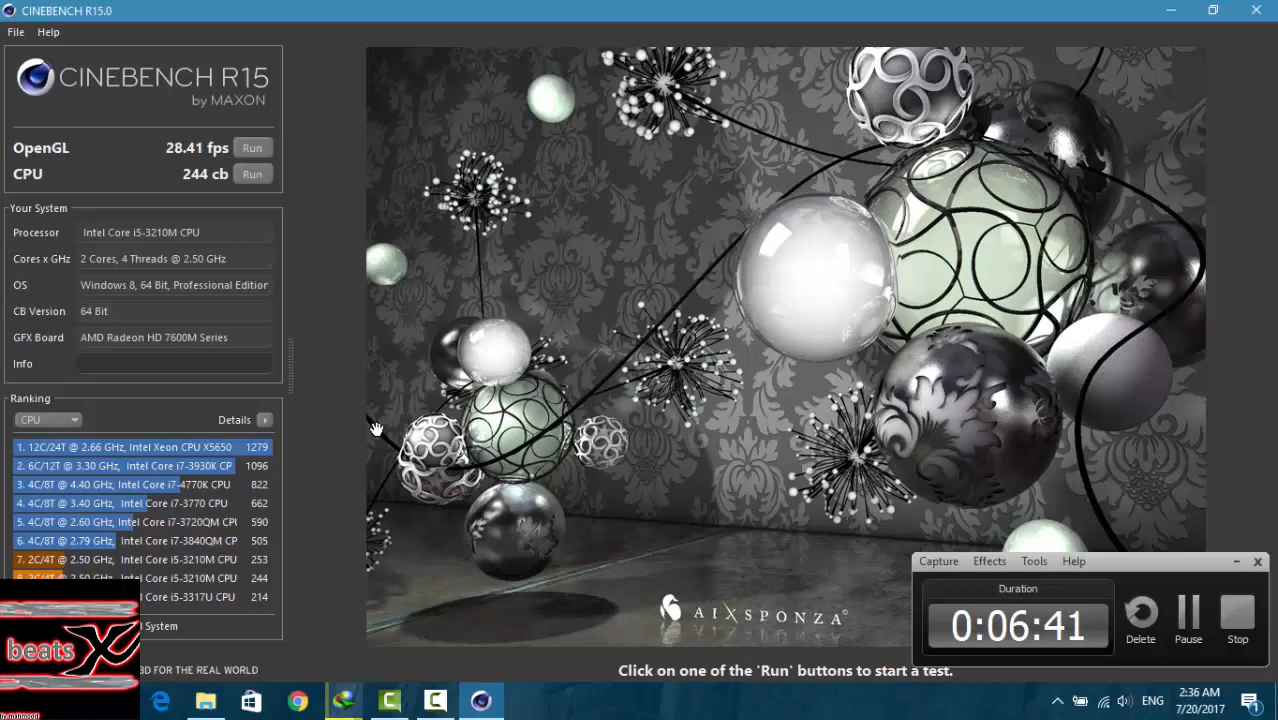 CINEBENCH R15.0
File Help
CINEBENCH R15
by MAXON
OpenGL 28.41 fps Run
CPU 244 cb Run
Your System
Processor Intel Core i5-3210M CPU
Cores x GHz 2 Cores, 4 Threads @ 2.50 GHz
OS Windows 8, 64 Bit, Professional Edition
CB Version 64 Bit
GFX Board AMD Radeon HD 7600M Series
Info
Ranking
CPU Details
1. 12C/24T @ 2.66 GHz, Intel Xeon CPU X5650 1279
2. 6C/12T @ 3.30 GHz, Intel Core i7-3930K CP 1096
3. 4C/8T @ 4.40 GHz, Intel Core i7-4770K CPU 822
4. 4C/8T @ 3.40 GHz, Intel Core i7-3770 CPU 662
5. 4C/8T @ 2.60 GHz, Intel Core i7-3720QM CPU 590
6. 4C/8T @ 2.79 GHz, Intel Core i7-3840QM CP 505
7. 2C/4T @ 2.50 GHz, Intel Core i5-3210M CPU 253
8. 2C/4T @ 2.50 GHz, Intel Core i5-3210M CPU 244
Core i5-3317U CPU 214
System
3D FOR THE REAL WORLD
beats X
by mahmood
AIXSPONZA©
Click on one of the 'Run' buttons to start a test.
Capture Effects Tools Help
Duration
0:06:41
Delete Pause Stop
ENG
2:36 AM
7/20/2017
1